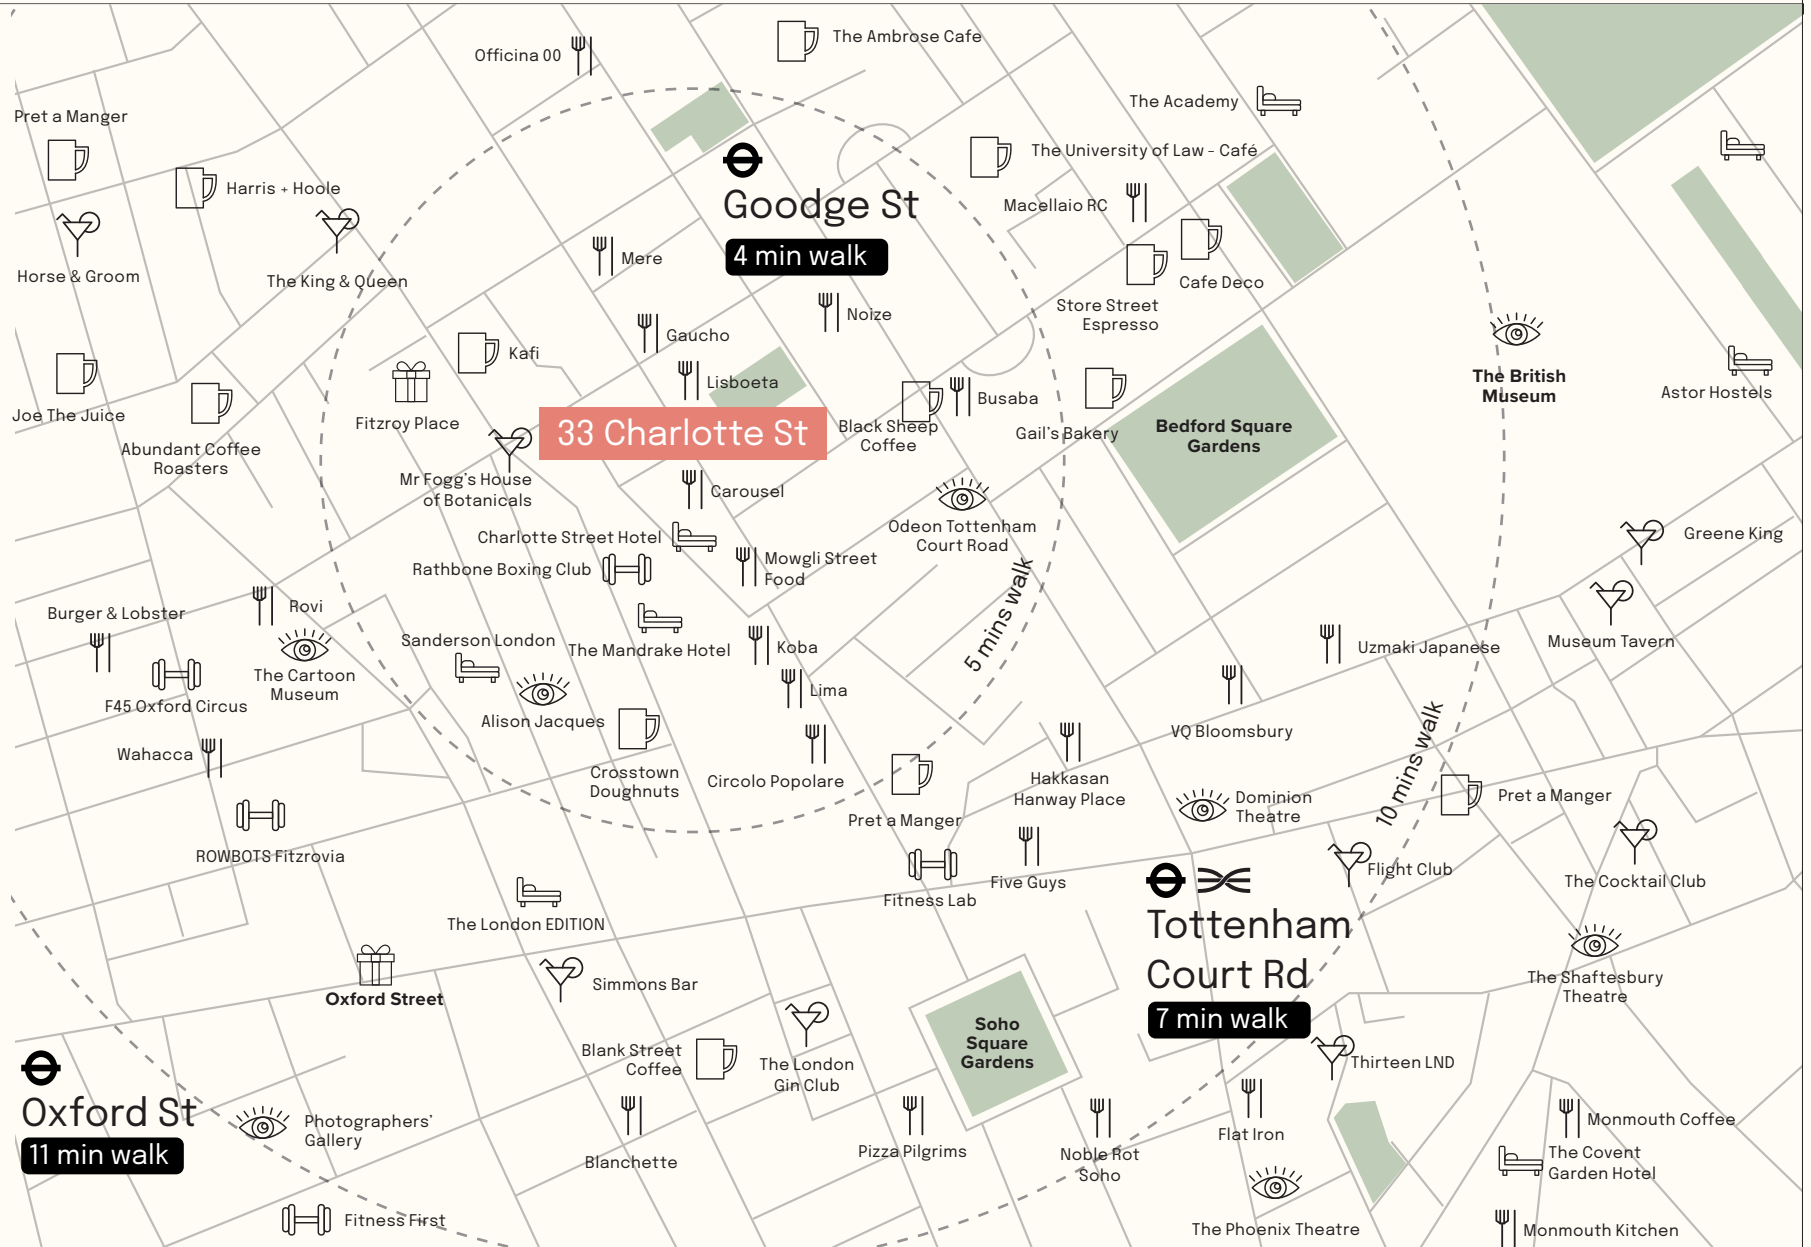 Officina 00
The Ambrose Cafe
Pret a Manger
The Academy
The University of Law - Café
Harris + Hoole
Macellaio RC
Goodge St
4 min walk
Horse & Groom
The King & Queen
Mere
Cafe Deco
Store Street
Espresso
Noize
Gaucho
Kafi
Lisboeta
The British
Museum
Astor Hostels
Joe The Juice
Fitzroy Place
Busaba
33 Charlotte St
Black Sheep
Coffee
Gail's Bakery
Bedford Square
Gardens
Abundant Coffee
Roasters
Mr Fogg's House
of Botanicals
Carousel
Charlotte Street Hotel
Odeon Tottenham
Court Road
Greene King
Rathbone Boxing Club
Mowgli Street
Food
5 mins walk
Burger & Lobster
Rovi
Sanderson London
The Mandrake Hotel
Koba
Uzmaki Japanese
Museum Tavern
The Cartoon
Museum
F45 Oxford Circus
Lima
Alison Jacques
VQ Bloomsbury
Wahacca
Crosstown
Doughnuts
Circolo Popolare
Hakkasan
Hanway Place
10 mins walk
Dominion
Theatre
Pret a Manger
Pret a Manger
ROWBOTS Fitzrovia
Five Guys
Fitness Lab
Flight Club
The Cocktail Club
The London EDITION
Tottenham
Court Rd
7 min walk
Oxford Street
Simmons Bar
The Shaftesbury
Theatre
Soho
Square
Gardens
Blank Street
Coffee
The London
Gin Club
Thirteen LND
Oxford St
11 min walk
Photographers'
Gallery
Blanchette
Pizza Pilgrims
Noble Rot
Soho
Flat Iron
Monmouth Coffee
The Covent
Garden Hotel
Fitness First
The Phoenix Theatre
Monmouth Kitchen